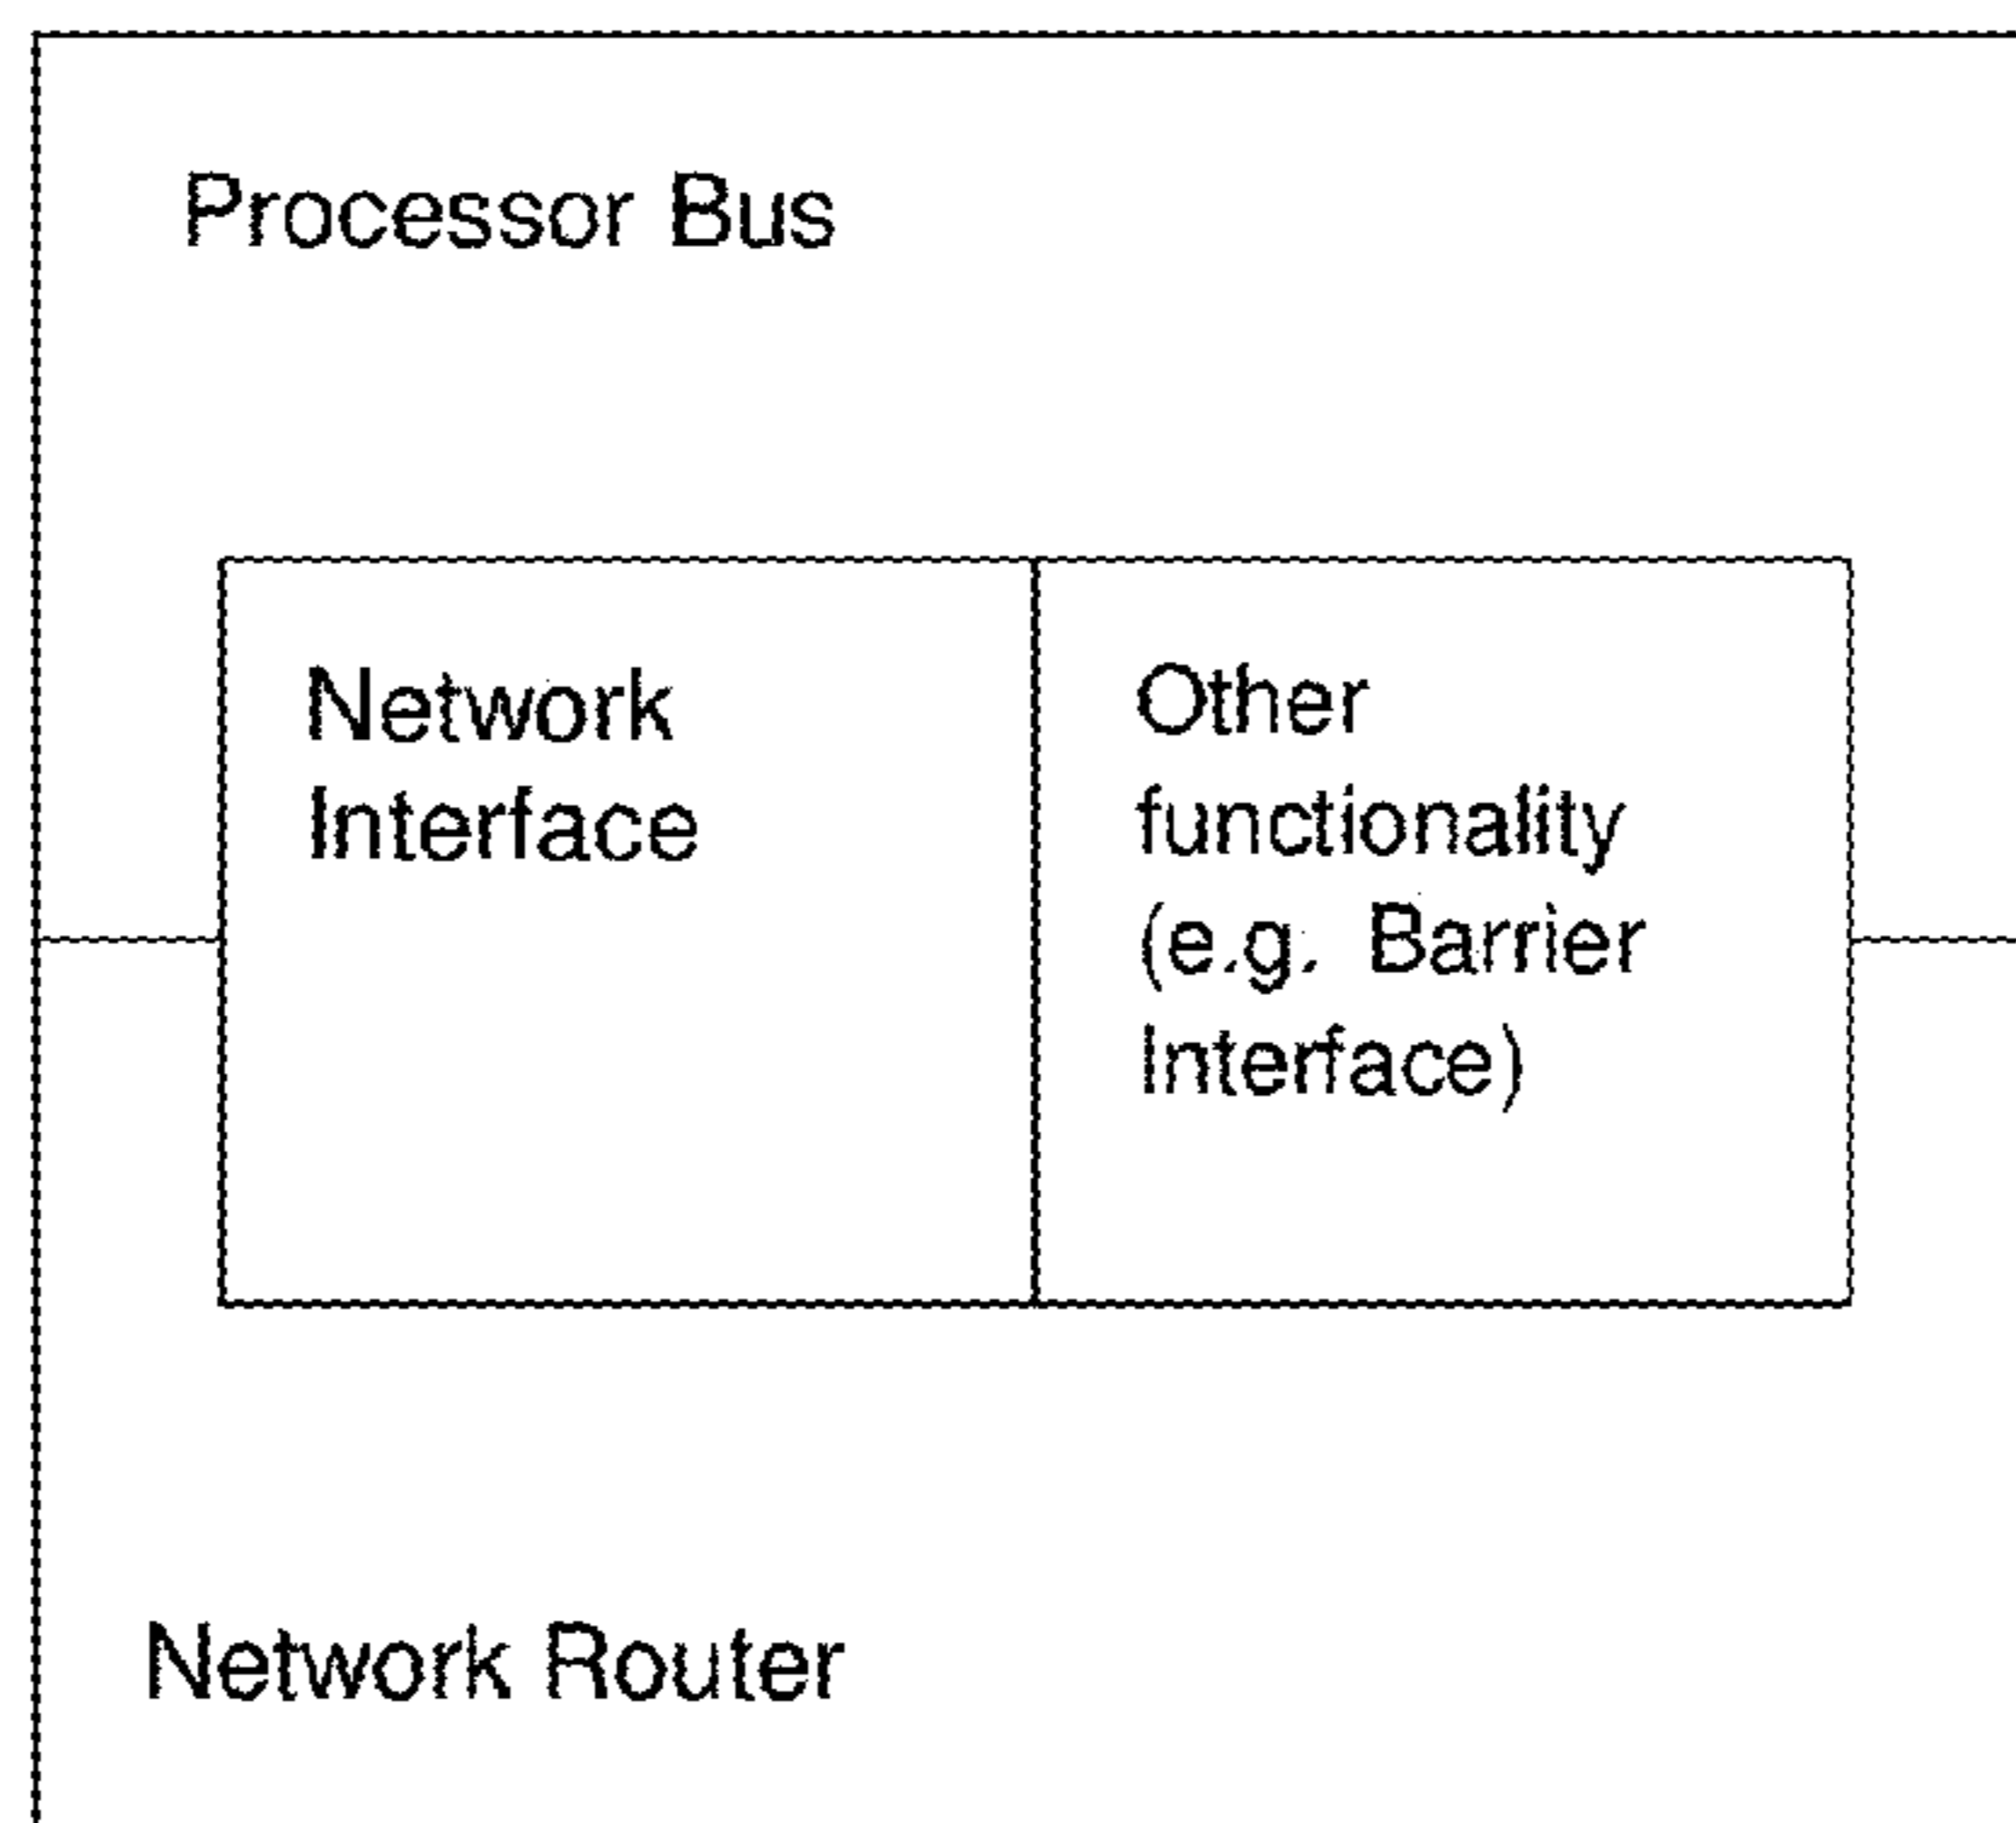 Processor Bus
Network
Interface
Other
functionality
(e.g. Barrier
Interface)
Network Router